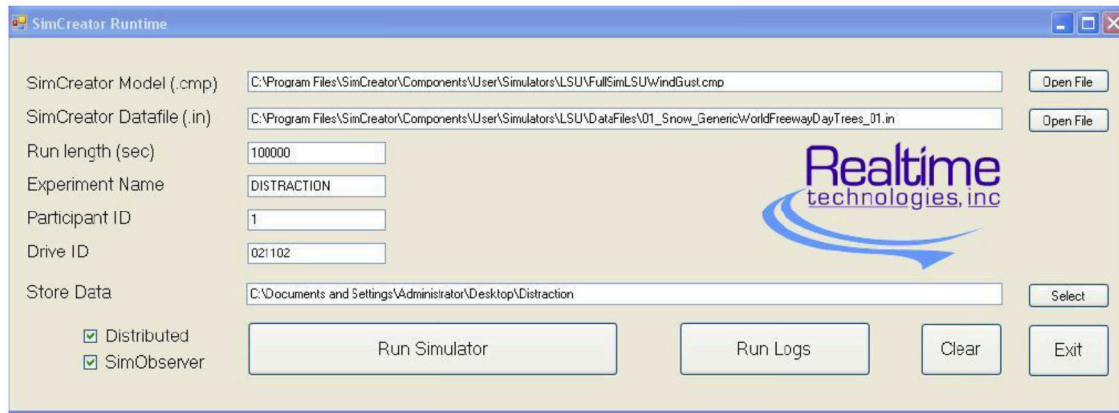 SimCreator Runtime
SimCreator Model (.cmp) C:\Program Files\SimCreator\Components\User\Simulators\LSU\FullSimLSUWindGust.cmp Open File
SimCreator Datafile (.in) C:\Program Files\SimCreator\Components\User\Simulators\LSU\DataFiles\01_Snow_GenericWorldFreewayDayTrees_01.in Open File
Run length (sec) 100000
Experiment Name DISTRACTION
Participant ID 1
Drive ID 021102
Realtime
technologies, inc
Store Data C:\Documents and Settings\Administrator\Desktop\Distraction Select
Distributed
SimObserver
Run Simulator Run Logs Clear Exit